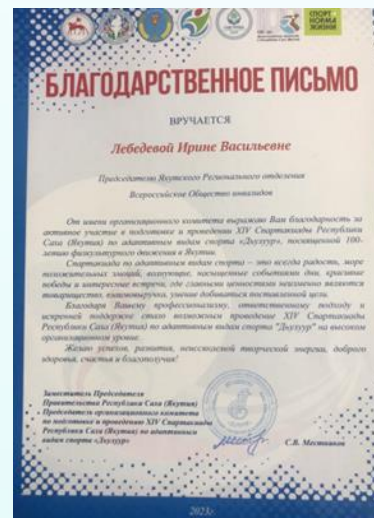 СПОРТ
НОРМА
ЖИЗНИ
БЛАГОДАРСТВЕННОЕ ПИСЬМО
ВРУЧАЕТСЯ
Лебедевой Ирине Васильевне
Председателю Якутского Регионального отделения
Всероссийское Общество инвалидов
От имени организационного комитета выражаю Вам благодарность за
активное участие в подготовке и проведении XIV Спартакиады Республики
Саха (Якутия) по адаптивным видам спорта «Дьулуур», посвященной 100-
летию физкультурного движения в Якутии.
Спартакиада по адаптивным видам спорта – это всегда радость, море
положительных эмоций, волнующие, насыщенные событиями дни, красивые
победы и интересные встречи, где главными ценностями неизменно являются
товарищество, взаимовыручка, умение добиваться поставленной цели.
Благодаря Вашему профессионализму, ответственному подходу и
искренней поддержке стало возможным проведение XIV Спартакиады
Республики Саха (Якутия) по адаптивным видам спорта "Дьулуур" на высоком
организационном уровне.
Желаю успехов, развития, неиссякаемой творческой энергии, доброго
здоровья, счастья и благополучия!
Заместитель Председателя
Правительства Республики Саха (Якутия)
Председатель организационного комитета
по подготовке и проведению XIV Спартакиады
Республики Саха (Якутия) по адаптивным
видам спорта «Дьулуур»
С.В. Местников
2023г.